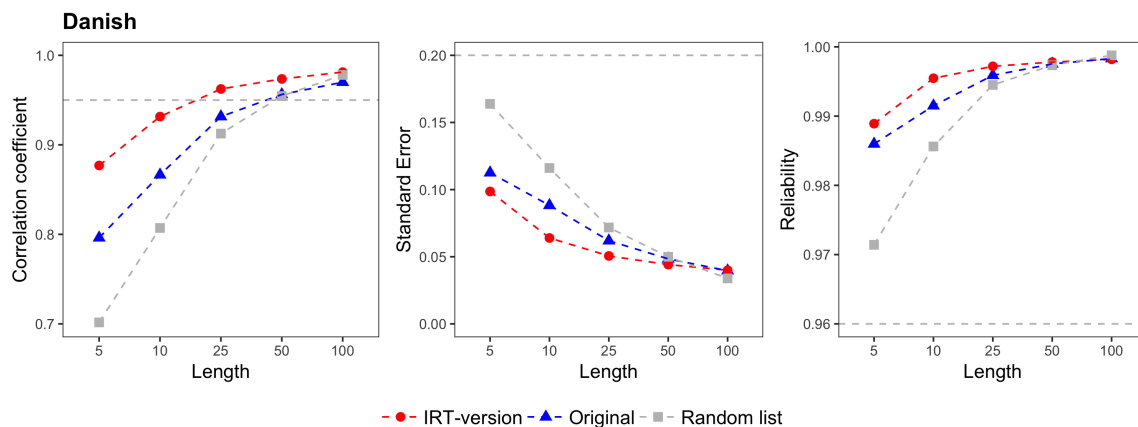 Danish
Correlation coefficient
1.0
0.9
0.8
0.7
5 10 25 50 100
Length
Standard Error
0.20
0.15
0.10
0.05
0.00
5 10 25 50 100
Length
Reliability
1.00
0.99
0.98
0.97
0.96
5 10 25 50 100
Length
IRT-version Original Random list